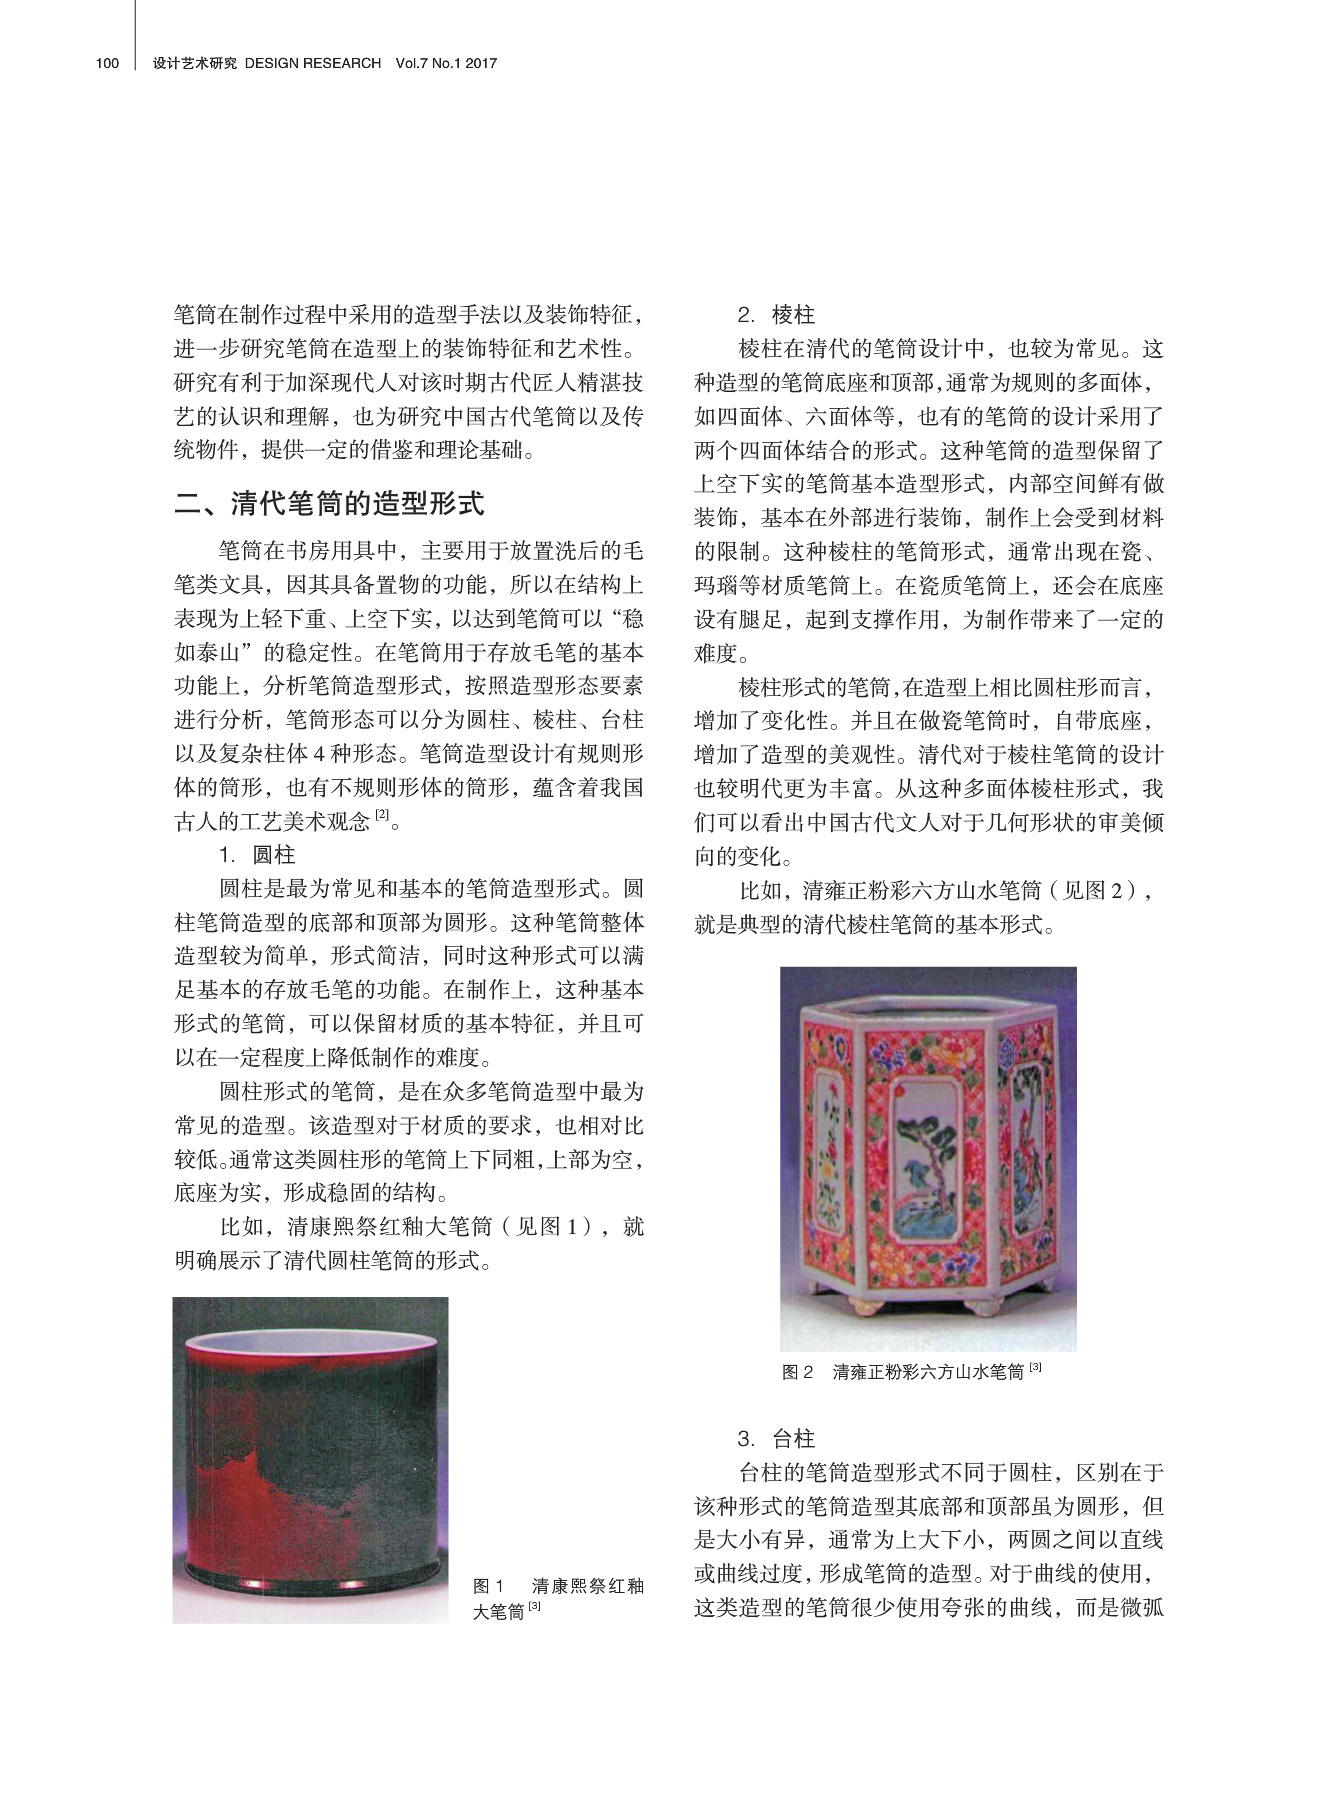 100 设计艺术研究 DESIGN RESEARCH Vol.7 No.1 2017
笔筒在制作过程中采用的造型手法以及装饰特征，
进一步研究笔筒在造型上的装饰特征和艺术性。
研究有利于加深现代人对该时期古代匠人精湛技
艺的认识和理解，也为研究中国古代笔筒以及传
统物件，提供一定的借鉴和理论基础。
二、清代笔筒的造型形式
笔筒在书房用具中，主要用于放置洗后的毛
笔类文具，因其具备置物的功能，所以在结构上
表现为上轻下重、上空下实，以达到笔筒可以“稳
如泰山”的稳定性。在笔筒用于存放毛笔的基本
功能上，分析笔筒造型形式，按照造型形态要素
进行分析，笔筒形态可以分为圆柱、棱柱、台柱
以及复杂柱体 4 种形态。笔筒造型设计有规则形
体的筒形，也有不规则形体的筒形，蕴含着我国
古人的工艺美术观念 [2]。
1. 圆柱
圆柱是最为常见和基本的笔筒造型形式。圆
柱笔筒造型的底部和顶部为圆形。这种笔筒整体
造型较为简单，形式简洁，同时这种形式可以满
足基本的存放毛笔的功能。在制作上，这种基本
形式的笔筒，可以保留材质的基本特征，并且可
以在一定程度上降低制作的难度。
圆柱形式的笔筒，是在众多笔筒造型中最为
常见的造型。该造型对于材质的要求，也相对比
较低。通常这类圆柱形的笔筒上下同粗，上部为空，
底座为实，形成稳固的结构。
比如，清康熙祭红釉大笔筒（见图 1），就
明确展示了清代圆柱笔筒的形式。
图 1 清康熙祭红釉
大笔筒 [3]
2. 棱柱
棱柱在清代的笔筒设计中，也较为常见。这
种造型的笔筒底座和顶部，通常为规则的多面体，
如四面体、六面体等，也有的笔筒的设计采用了
两个四面体结合的形式。这种笔筒的造型保留了
上空下实的笔筒基本造型形式，内部空间鲜有做
装饰，基本在外部进行装饰，制作上会受到材料
的限制。这种棱柱的笔筒形式，通常出现在瓷、
玛瑙等材质笔筒上。在瓷质笔筒上，还会在底座
设有腿足，起到支撑作用，为制作带来了一定的
难度。
棱柱形式的笔筒，在造型上相比圆柱形而言，
增加了变化性。并且在做瓷笔筒时，自带底座，
增加了造型的美观性。清代对于棱柱笔筒的设计
也较明代更为丰富。从这种多面体棱柱形式，我
们可以看出中国古代文人对于几何形状的审美倾
向的变化。
比如，清雍正粉彩六方山水笔筒（见图 2），
就是典型的清代棱柱笔筒的基本形式。
图 2 清雍正粉彩六方山水笔筒 [3]
3. 台柱
台柱的笔筒造型形式不同于圆柱，区别在于
该种形式的笔筒造型其底部和顶部虽为圆形，但
是大小有异，通常为上大下小，两圆之间以直线
或曲线过度，形成笔筒的造型。对于曲线的使用，
这类造型的笔筒很少使用夸张的曲线，而是微弧